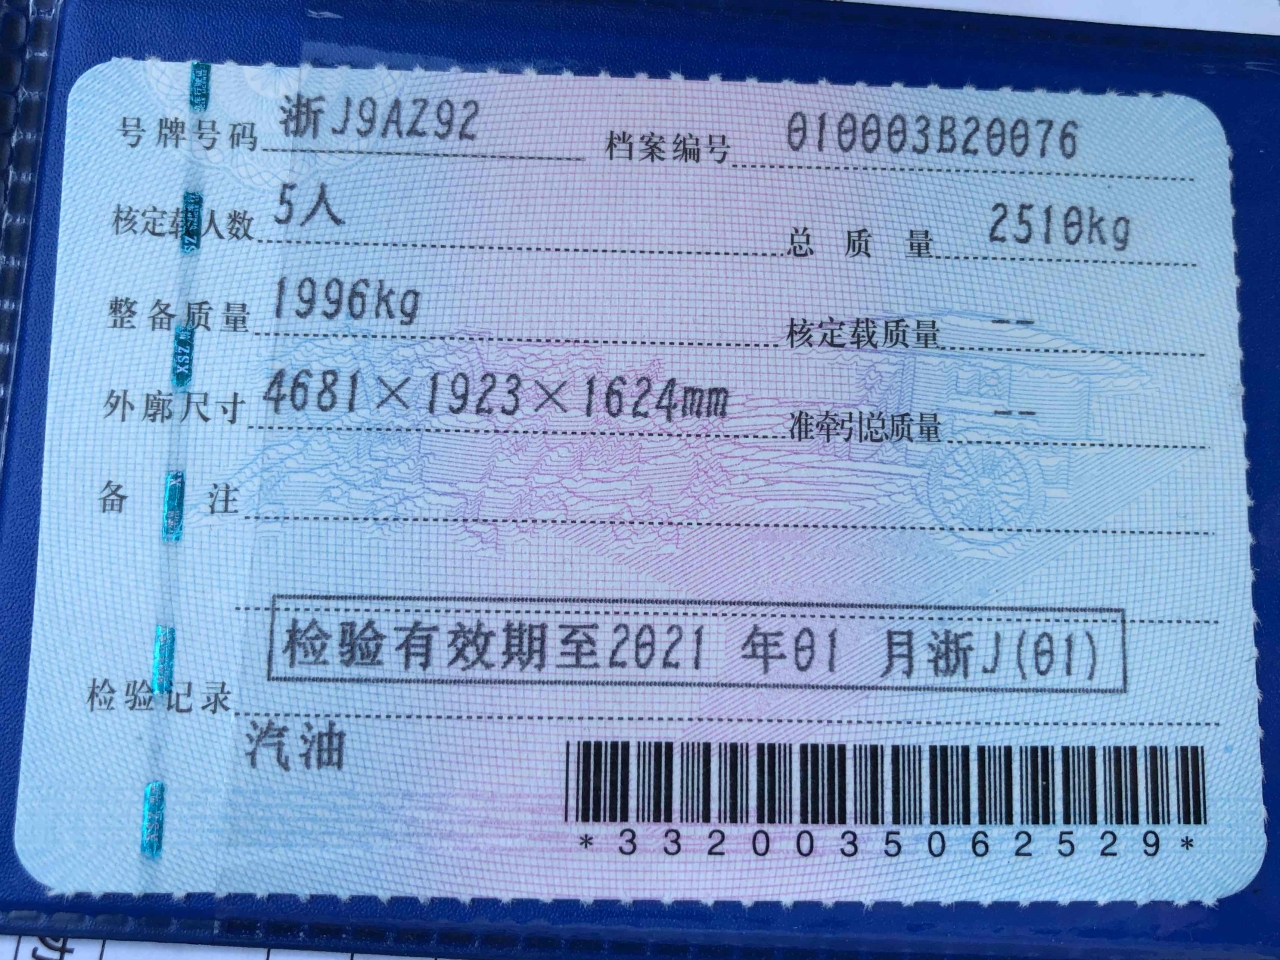 号牌号码 浙J9AZ92 档案编号 010003B20076
核定载人数 5人 总质量 2510kg
整备质量 1996kg 核定载质量 --
外廓尺寸 4681×1923×1624mm 准牵引总质量 --
备注
检验有效期至2021 年01 月浙J(01)
检验记录
汽油
*3320035062529*